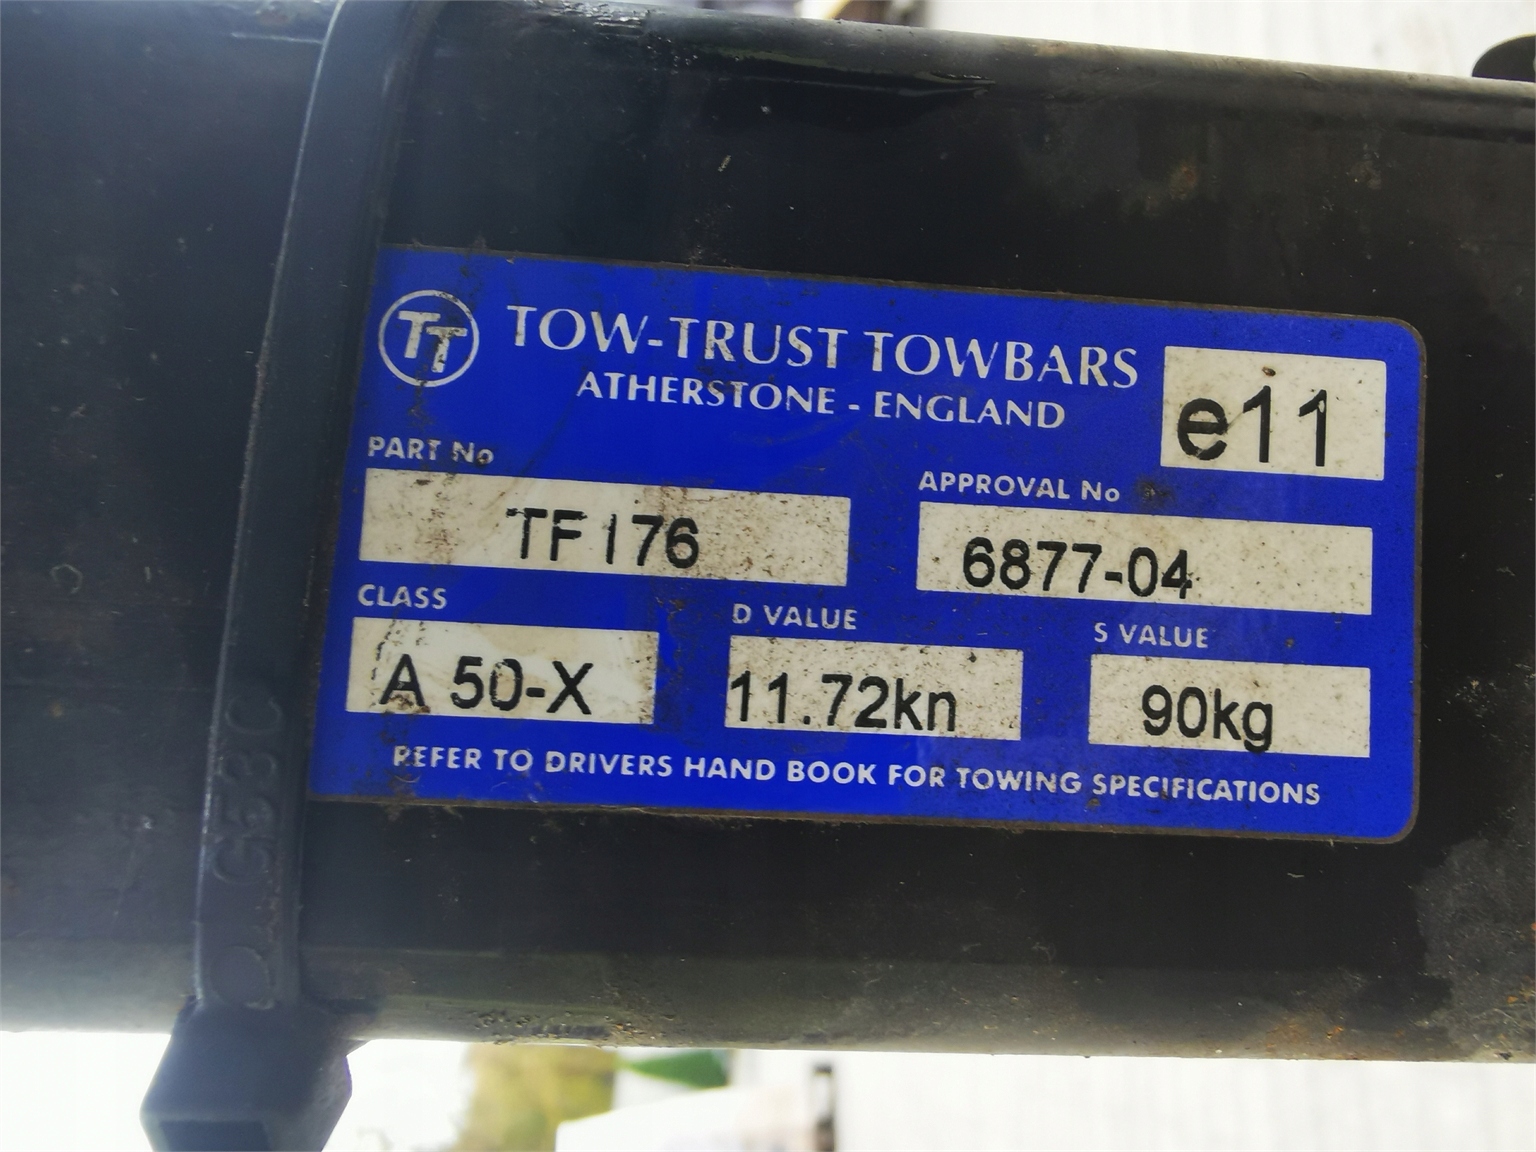 TT
TOW-TRUST TOWBARS
ATHERSTONE - ENGLAND
e11
PART No
TF176
APPROVAL No
6877-04
CLASS
A 50-X
D VALUE
11.72kn
S VALUE
90kg
REFER TO DRIVERS HAND BOOK FOR TOWING SPECIFICATIONS